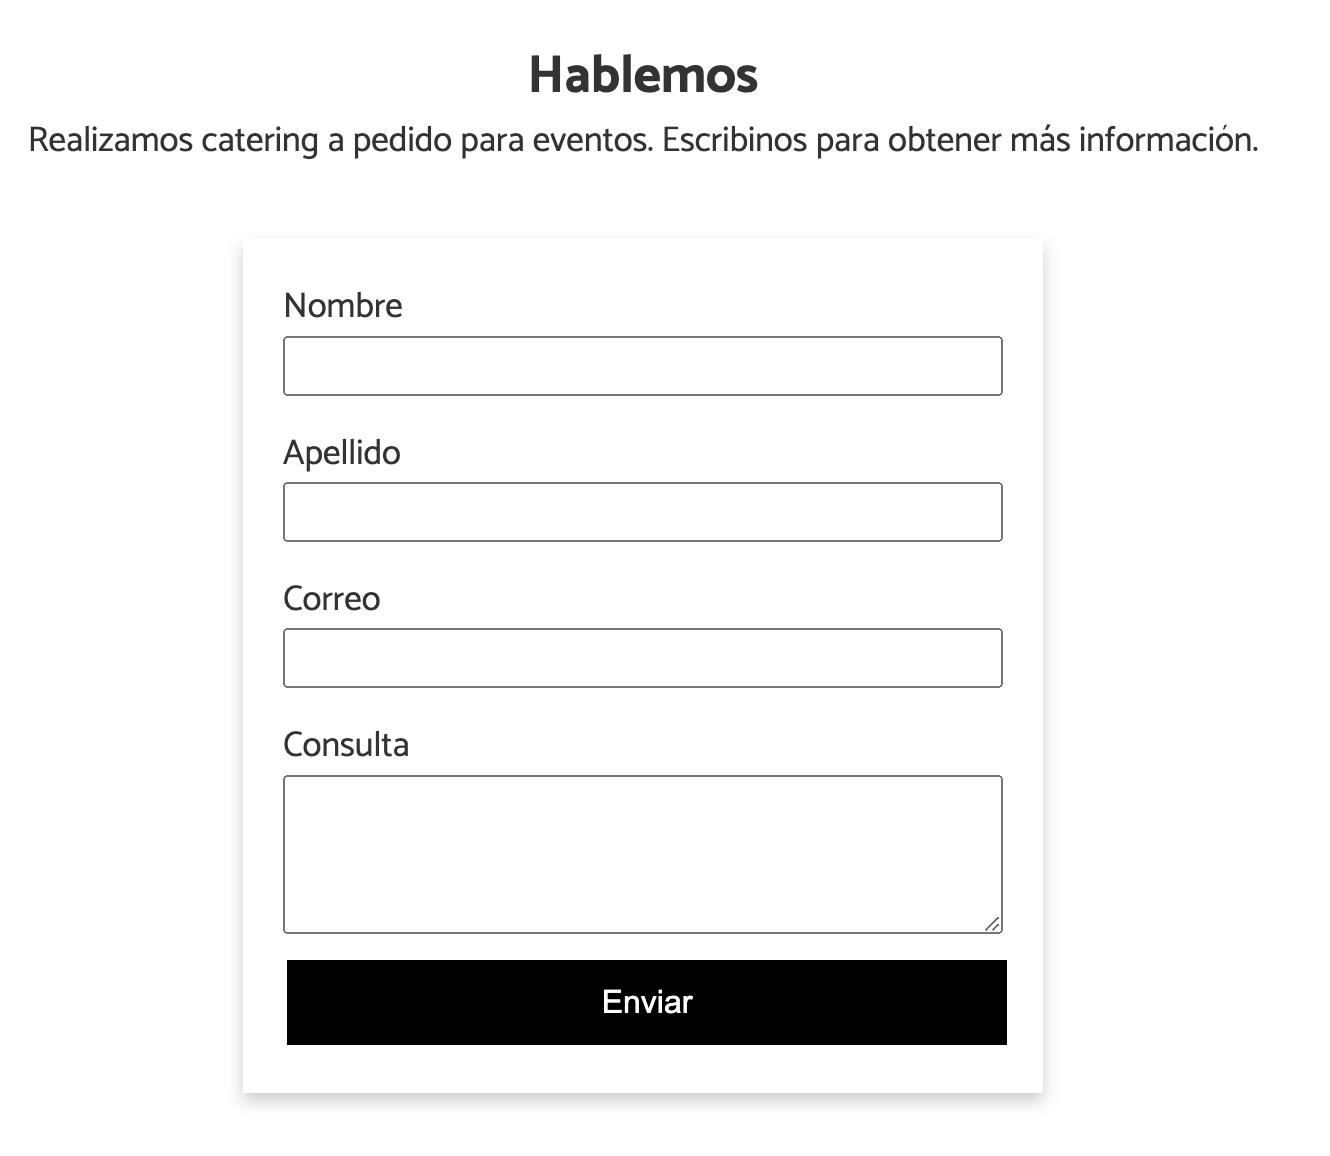 Hablemos
Realizamos catering a pedido para eventos. Escribinos para obtener más información.
Nombre
Apellido
Correo
Consulta
Enviar